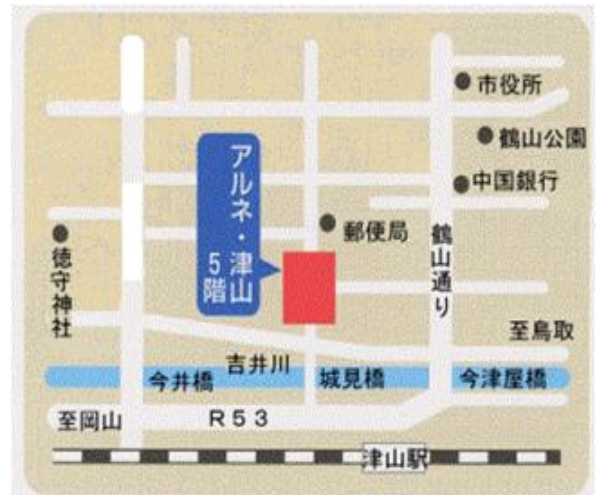 市役所
鶴山公園
中国銀行
アルネ・津山
5階
郵便局
鶴山通り
徳守神社
至鳥取
吉井川
今井橋
城見橋
今津屋橋
至岡山
R53
津山駅